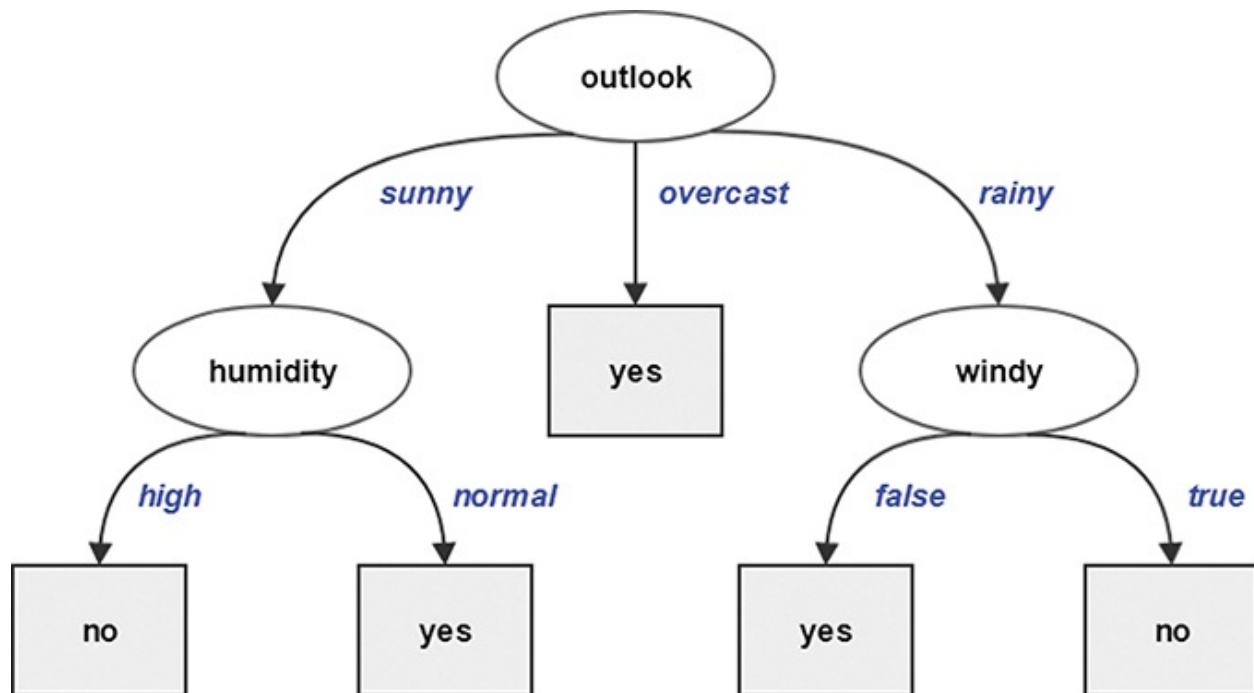 outlook
sunny
overcast
rainy
humidity
yes
windy
high
normal
false
true
no
yes
yes
no